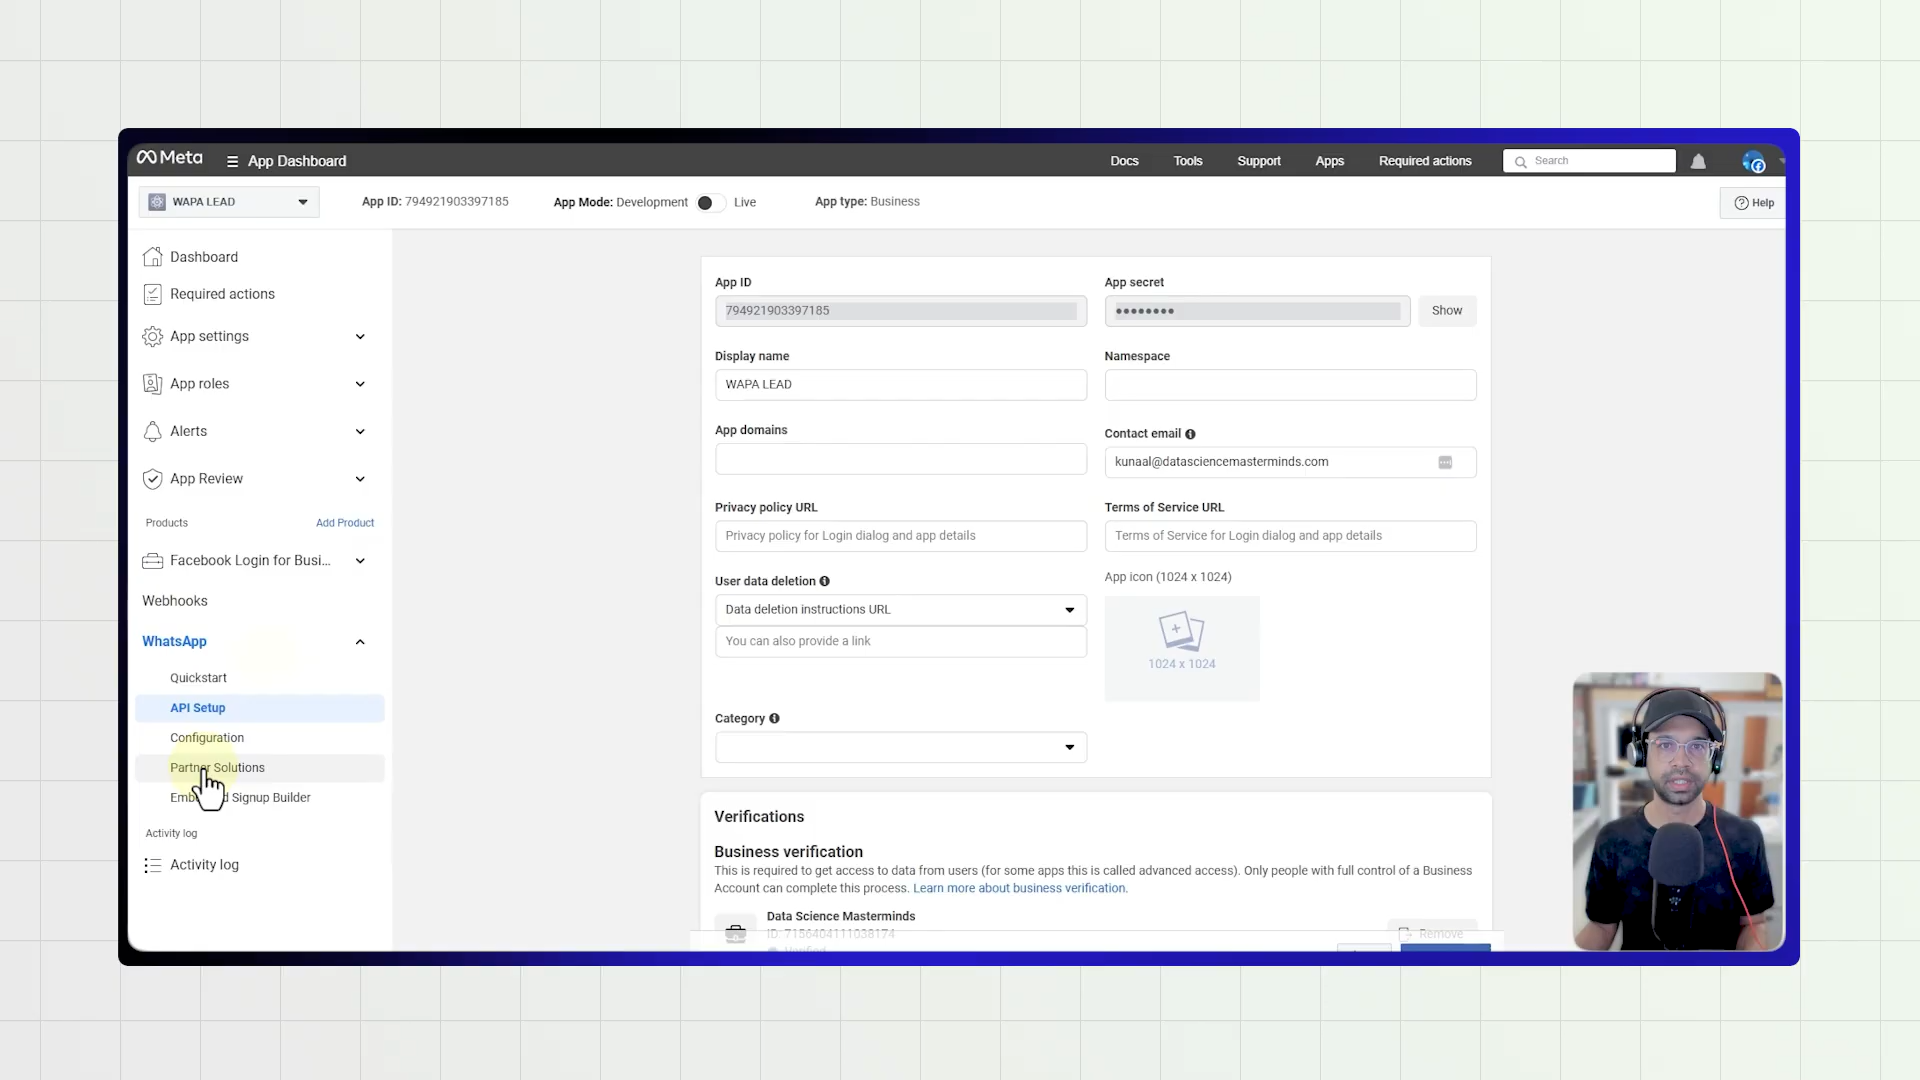 Meta
App Dashboard
Docs
Tools
Support
Apps
Required actions
Search
WAPA LEAD
App ID: 794921903397185
App Mode: Development
Live
App type: Business
Help
Dashboard
Required actions
App settings
App roles
Alerts
App Review
Products
Add Product
Facebook Login for Busi...
Webhooks
WhatsApp
Quickstart
API Setup
Configuration
Partner Solutions
Signup Builder
Activity log
Activity log
App ID
794921903397185
App secret
Show
Display name
WAPA LEAD
Namespace
App domains
Contact email
kunaal@datasciencemasterminds.com
Privacy policy URL
Privacy policy for Login dialog and app details
Terms of Service URL
Terms of Service for Login dialog and app details
User data deletion
Data deletion instructions URL
You can also provide a link
App icon (1024 x 1024)
1024 x 1024
Category
Verifications
Business verification
This is required to get access to data from users (for some apps this is called advanced access). Only people with full control of a Business
Account can complete this process. Learn more about business verification.
Data Science Masterminds
ID: 7156404111038174
Remove